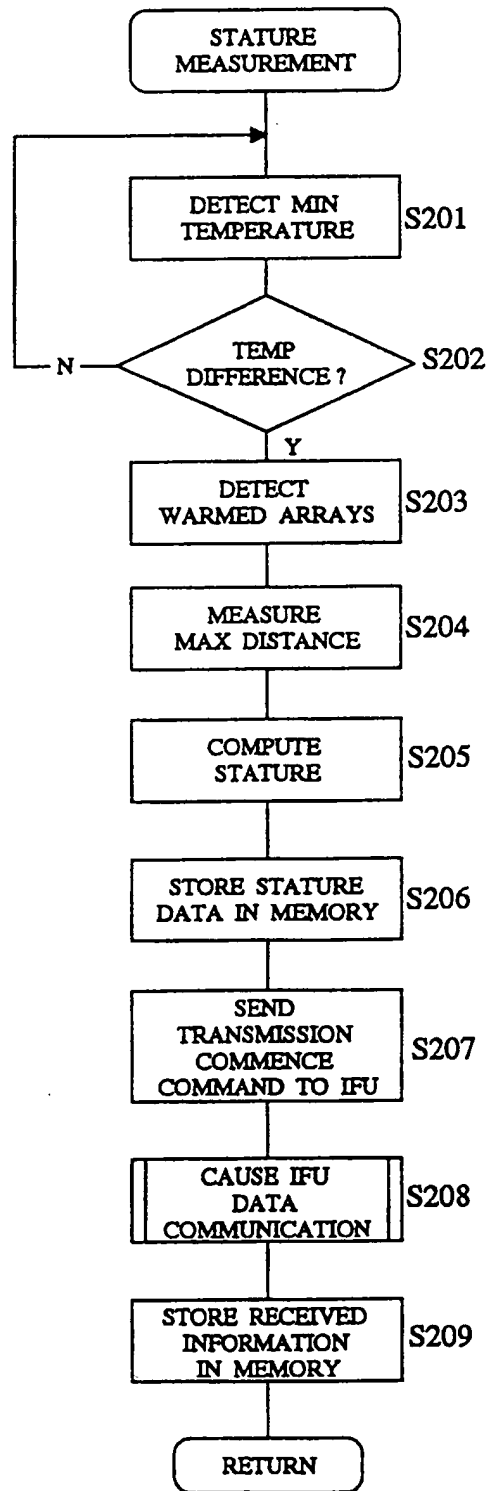 STATURE
MEASUREMENT
DETECT MIN
TEMPERATURE
S201
TEMP
DIFFERENCE ?
S202
N
Y
DETECT
WARMED ARRAYS
S203
MEASURE
MAX DISTANCE
S204
COMPUTE
STATURE
S205
STORE STATURE
DATA IN MEMORY
S206
SEND
TRANSMISSION
COMMENCE
COMMAND TO IFU
S207
CAUSE IFU
DATA
COMMUNICATION
S208
STORE RECEIVED
INFORMATION
IN MEMORY
S209
RETURN